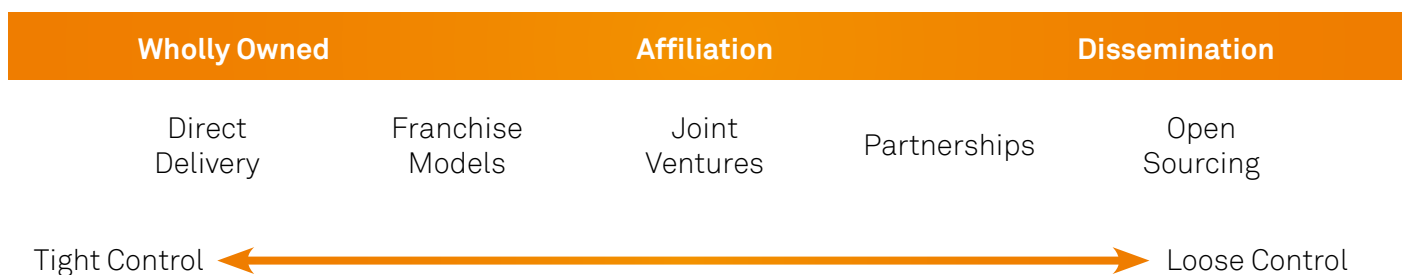 Wholly Owned Affiliation Dissemination
Direct Delivery
Franchise Models
Joint Ventures
Partnerships
Open Sourcing
Tight Control Loose Control